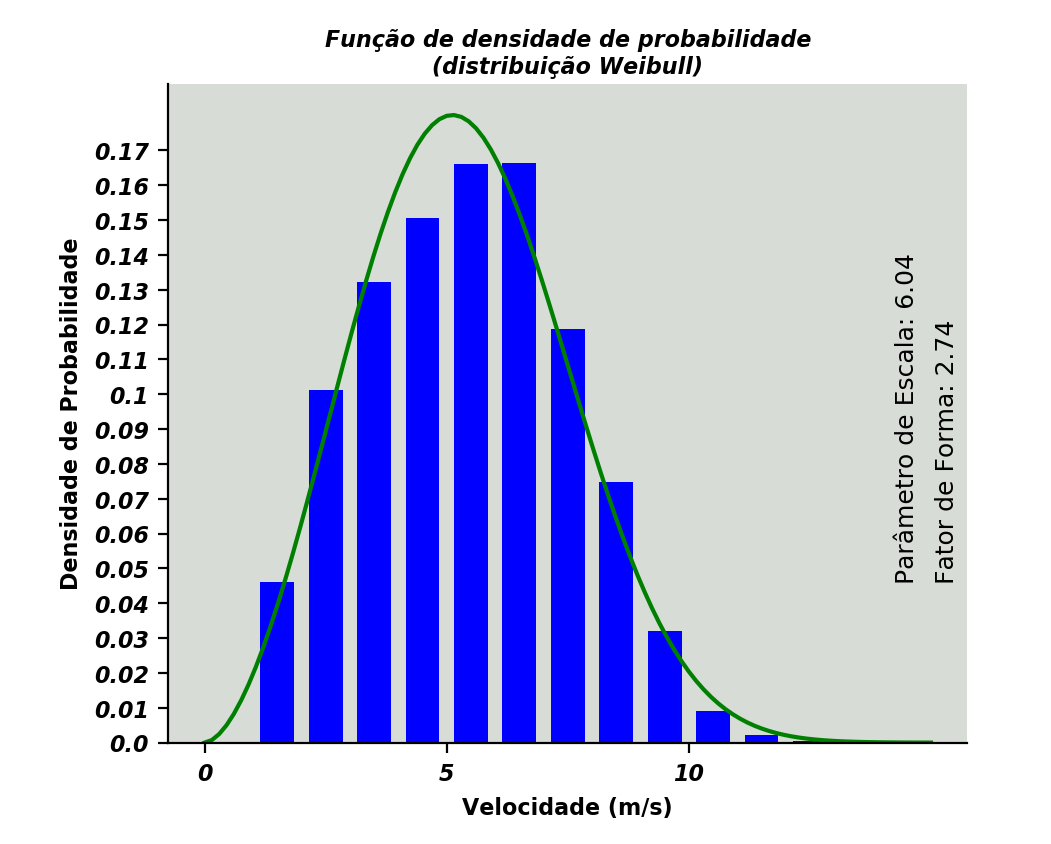 Função de densidade de probabilidade
(distribuição Weibull)
Densidade de Probabilidade
0.17
0.16
0.15
0.14
0.13
0.12
0.11
0.1
0.09
0.08
0.07
0.06
0.05
0.04
0.03
0.02
0.01
0.0
Parâmetro de Escala: 6.04
Fator de Forma: 2.74
0 5 10
Velocidade (m/s)